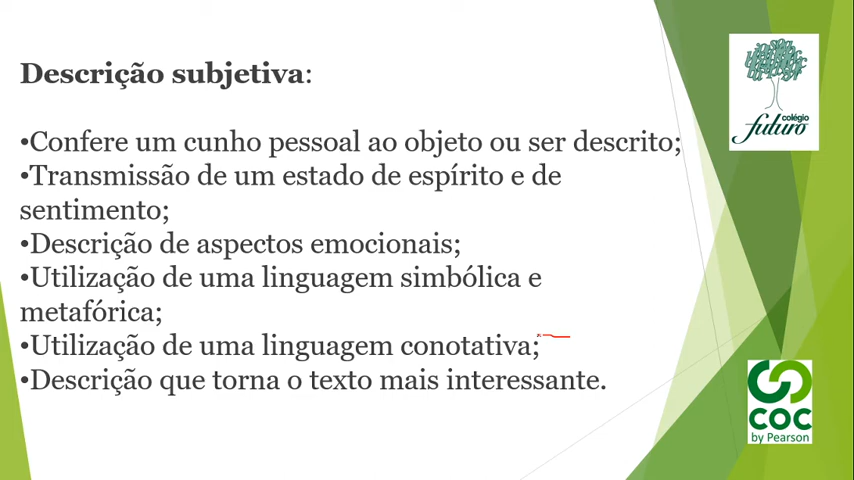 Descrição subjetiva:
•Confere um cunho pessoal ao objeto ou ser descrito;
•Transmissão de um estado de espírito e de
sentimento;
•Descrição de aspectos emocionais;
•Utilização de uma linguagem simbólica e
metafórica;
•Utilização de uma linguagem conotativa;
•Descrição que torna o texto mais interessante.
colégio
futuro
COC
by Pearson